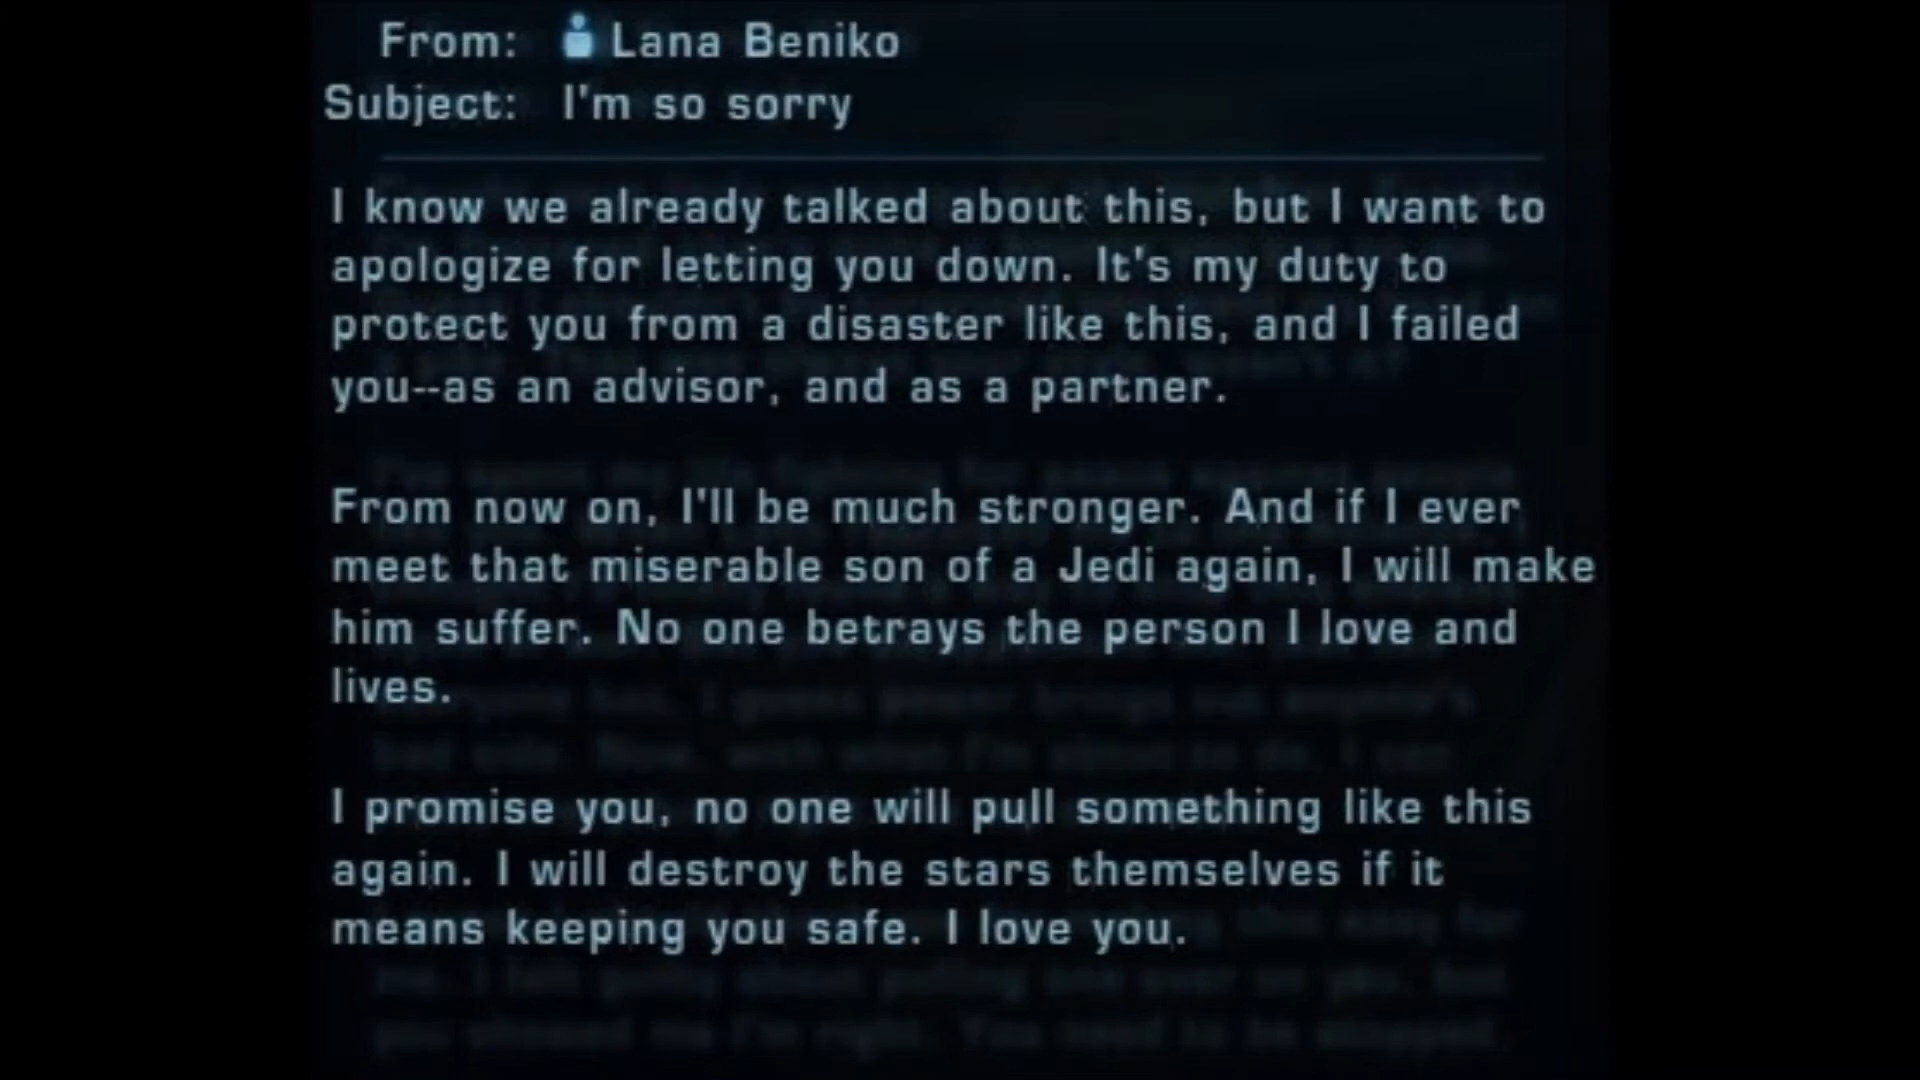 From: Lana Beniko
Subject: I'm so sorry
I know we already talked about this, but I want to
apologize for letting you down. It's my duty to
protect you from a disaster like this, and I failed
you--as an advisor, and as a partner.
From now on, I'll be much stronger. And if I ever
meet that miserable son of a Jedi again, I will make
him suffer. No one betrays the person I love and
lives.
I promise you, no one will pull something like this
again. I will destroy the stars themselves if it
means keeping you safe. I love you.